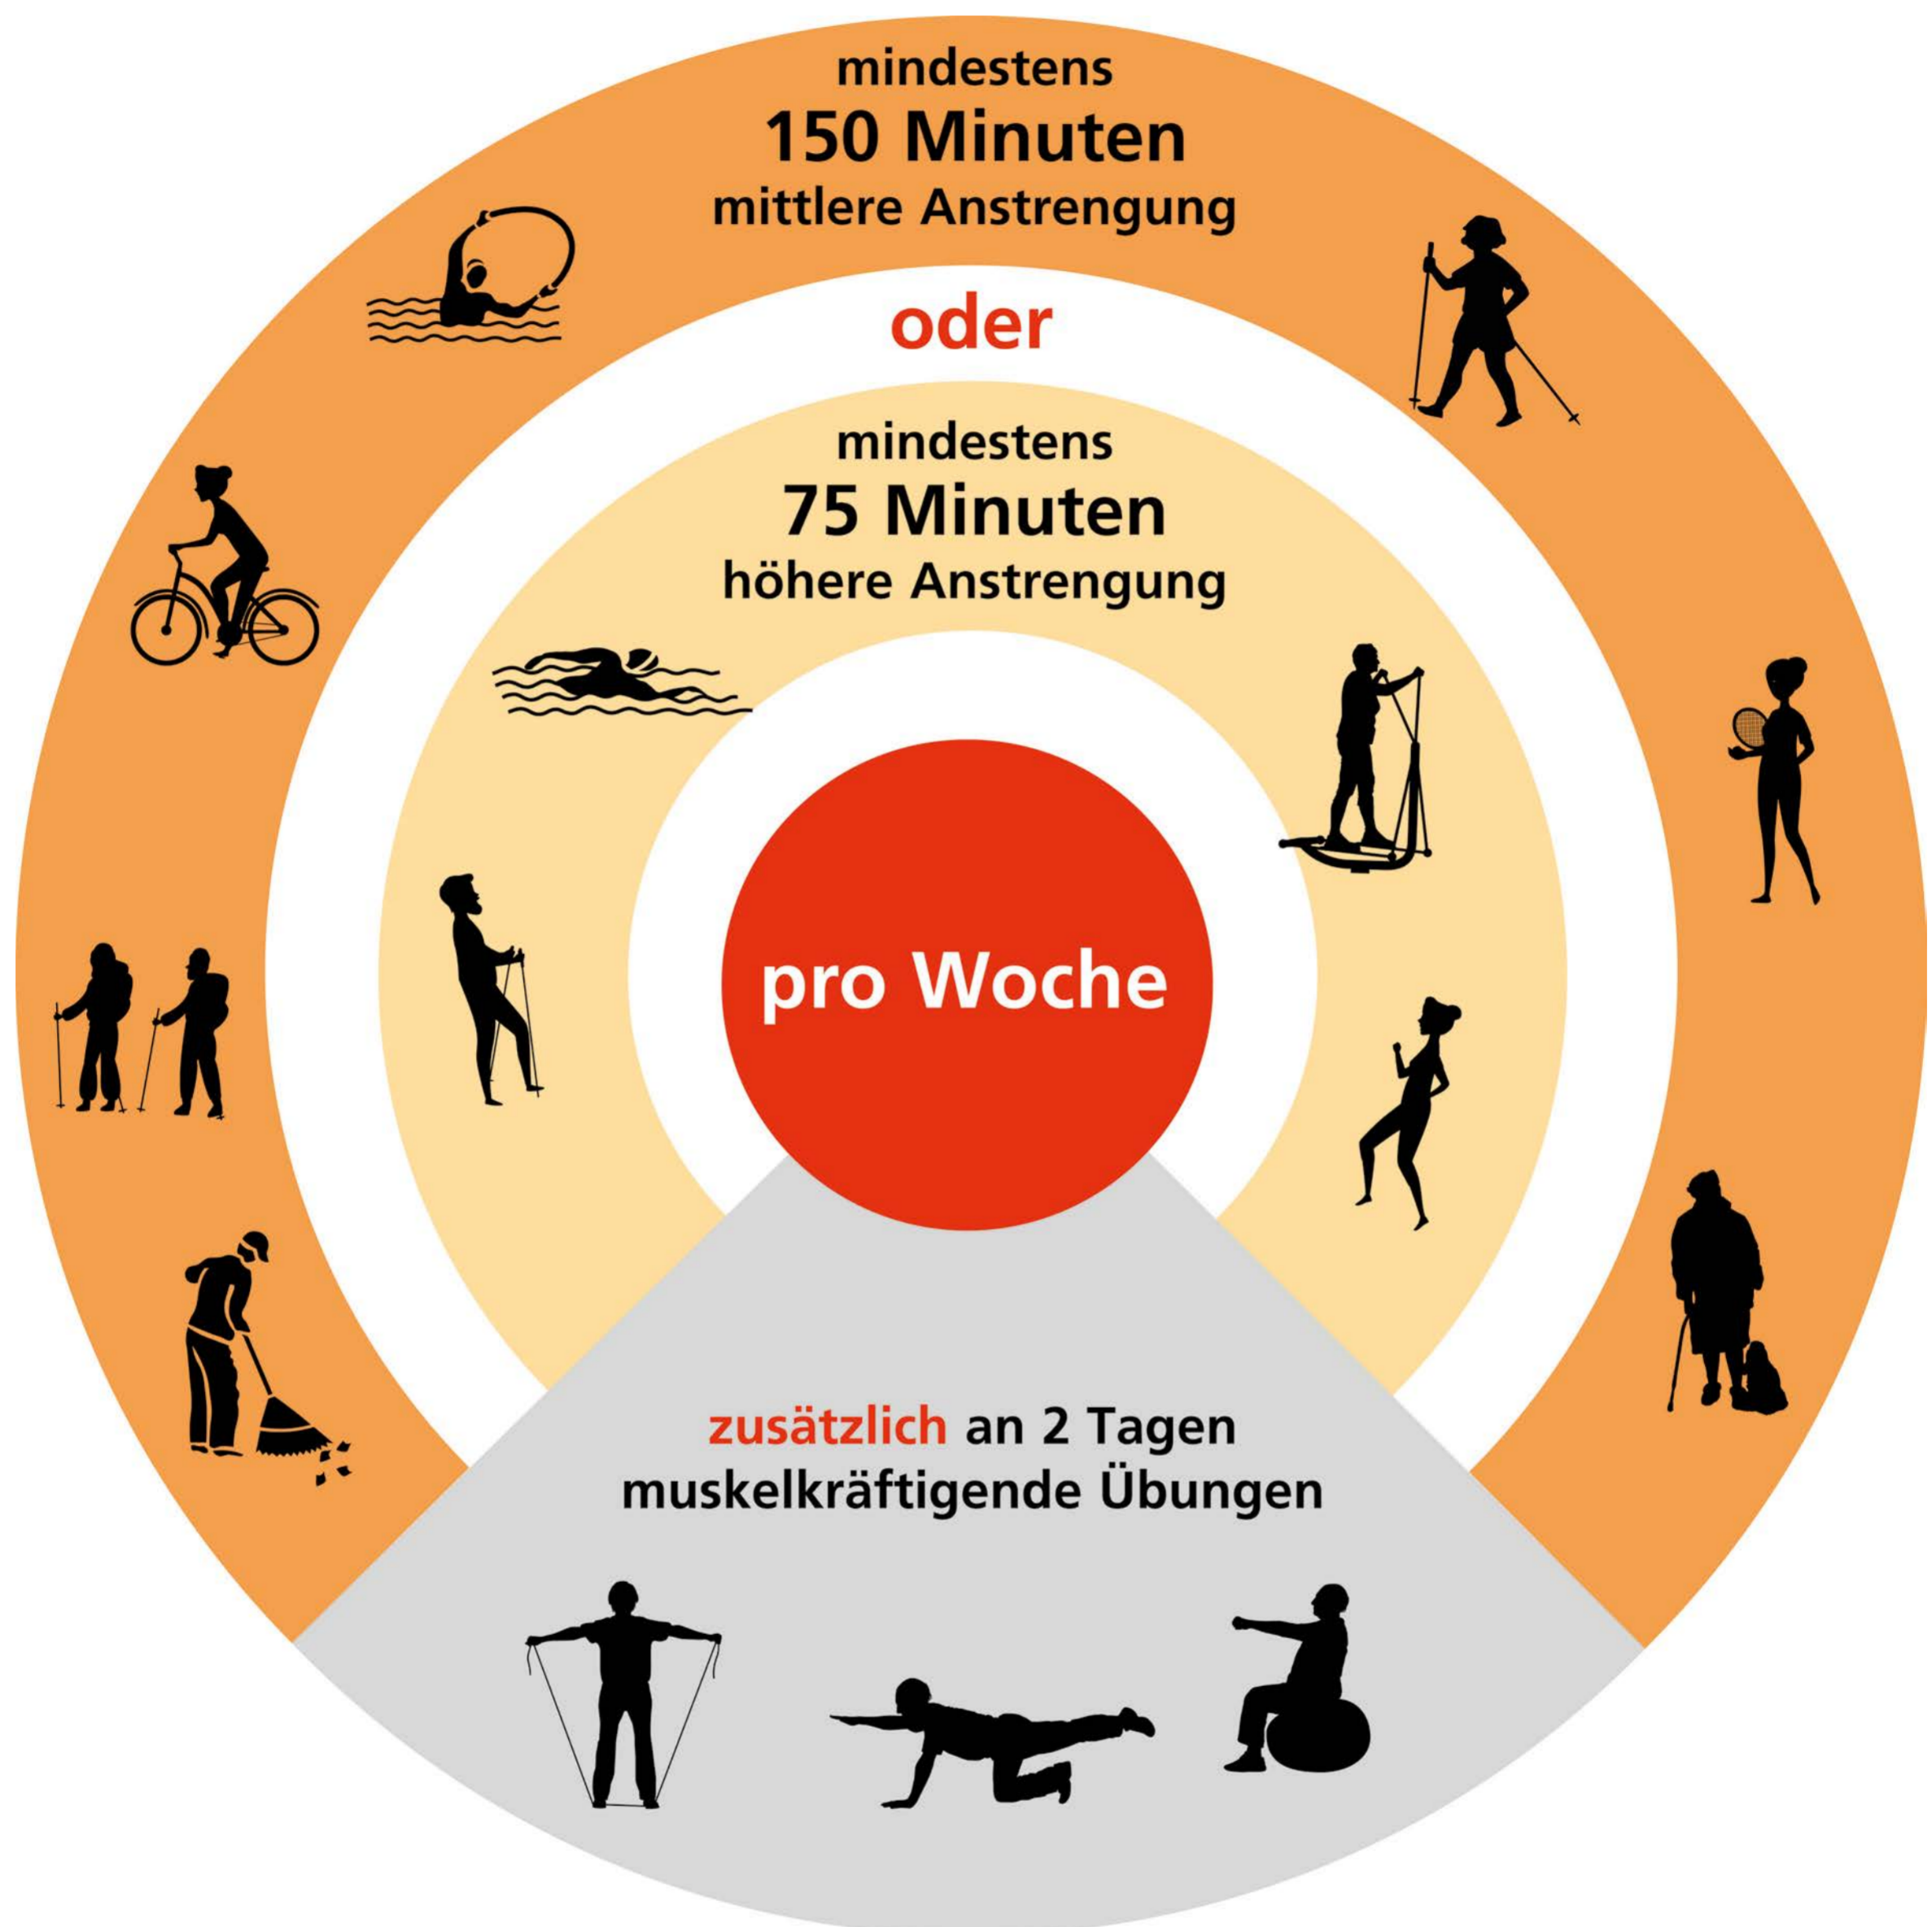 mindestens
150 Minuten
mittlere Anstrengung
oder
mindestens
75 Minuten
höhere Anstrengung
pro Woche
zusätzlich an 2 Tagen
muskelkräftigende Übungen